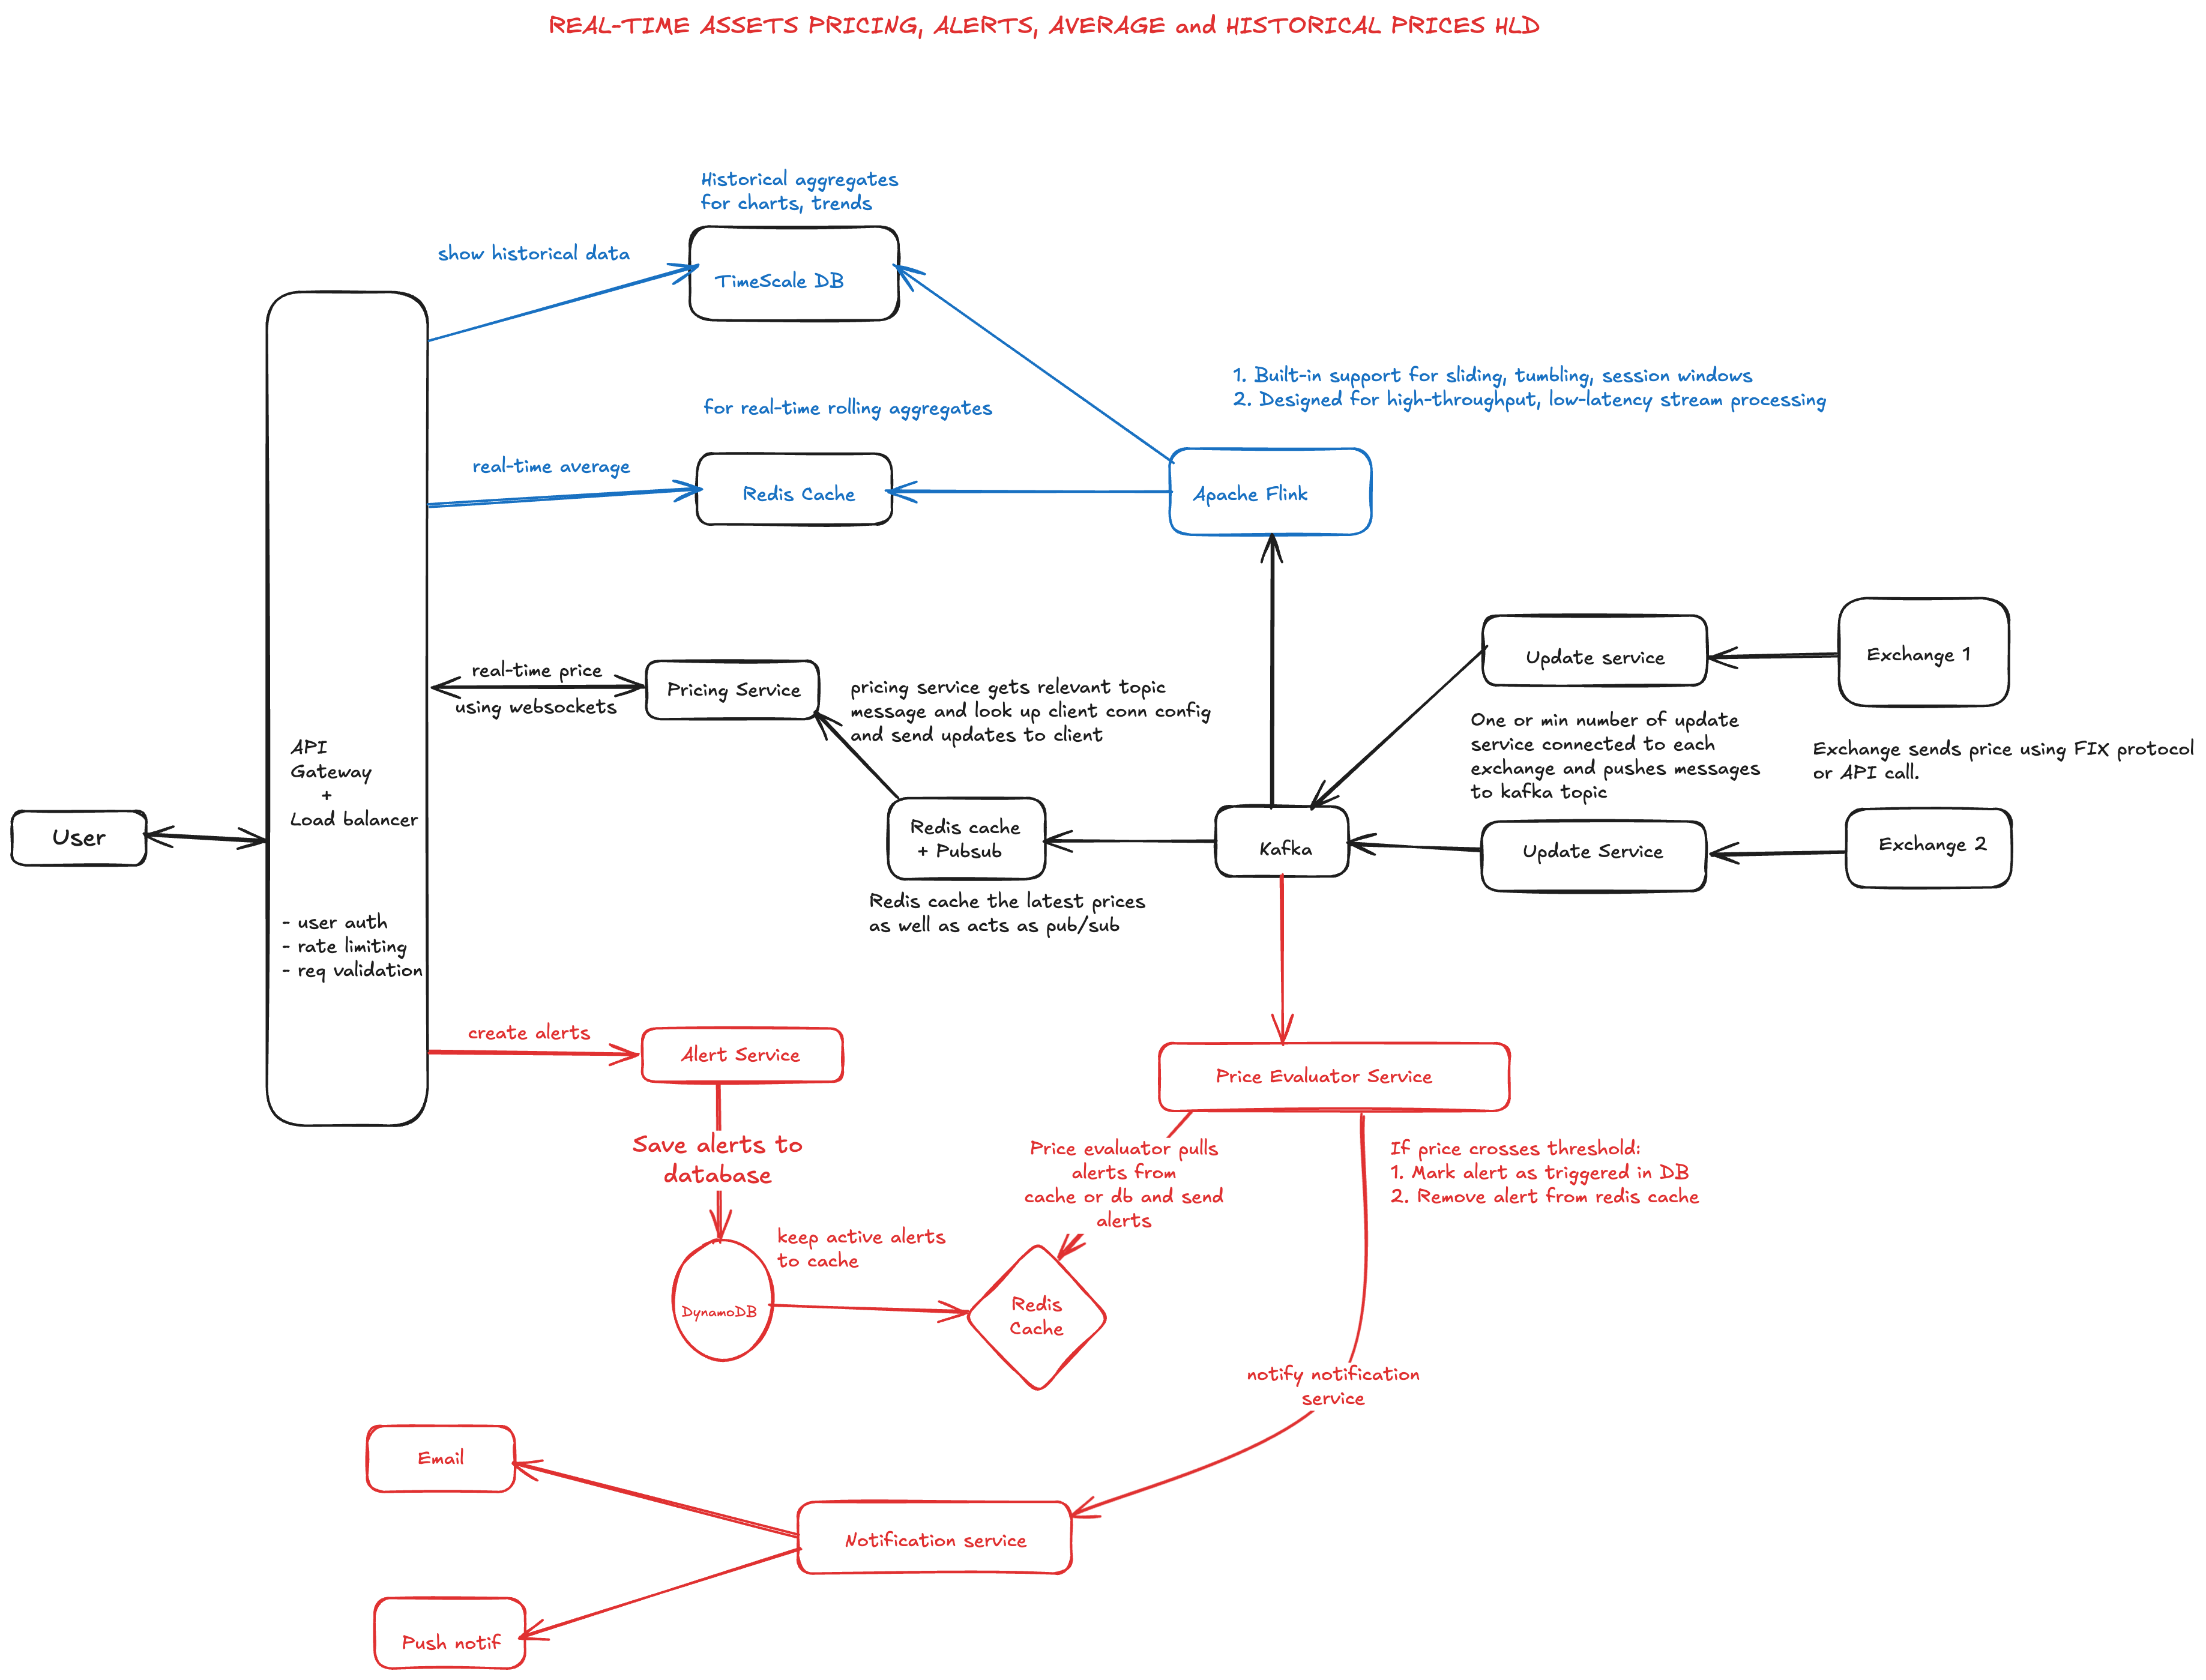 REAL-TIME ASSETS PRICING, ALERTS, AVERAGE and HISTORICAL PRICES HLD
Historical aggregates
for charts, trends
show historical data
TimeScale DB
1. Built-in support for sliding, tumbling, session windows
2. Designed for high-throughput, low-latency stream processing
for real-time rolling aggregates
real-time average
Redis Cache
Apache Flink
real-time price
using websockets
Pricing Service
pricing service gets relevant topic
message and look up client conn config
and send updates to client
Update service
Exchange 1
One or min number of update
service connected to each
exchange and pushes messages
to kafka topic
Exchange sends price using FIX protocol
or API call.
API
Gateway
+
Load balancer
User
Redis cache
+ Pubsub
Kafka
Update Service
Exchange 2
Redis cache the latest prices
as well as acts as pub/sub
- user auth
- rate limiting
- req validation
create alerts
Alert Service
Price Evaluator Service
Save alerts to
database
Price evaluator pulls
alerts from
cache or db and send
alerts
If price crosses threshold:
1. Mark alert as triggered in DB
2. Remove alert from redis cache
keep active alerts
to cache
DynamoDB
Redis
Cache
notify notification
service
Email
Notification service
Push notif